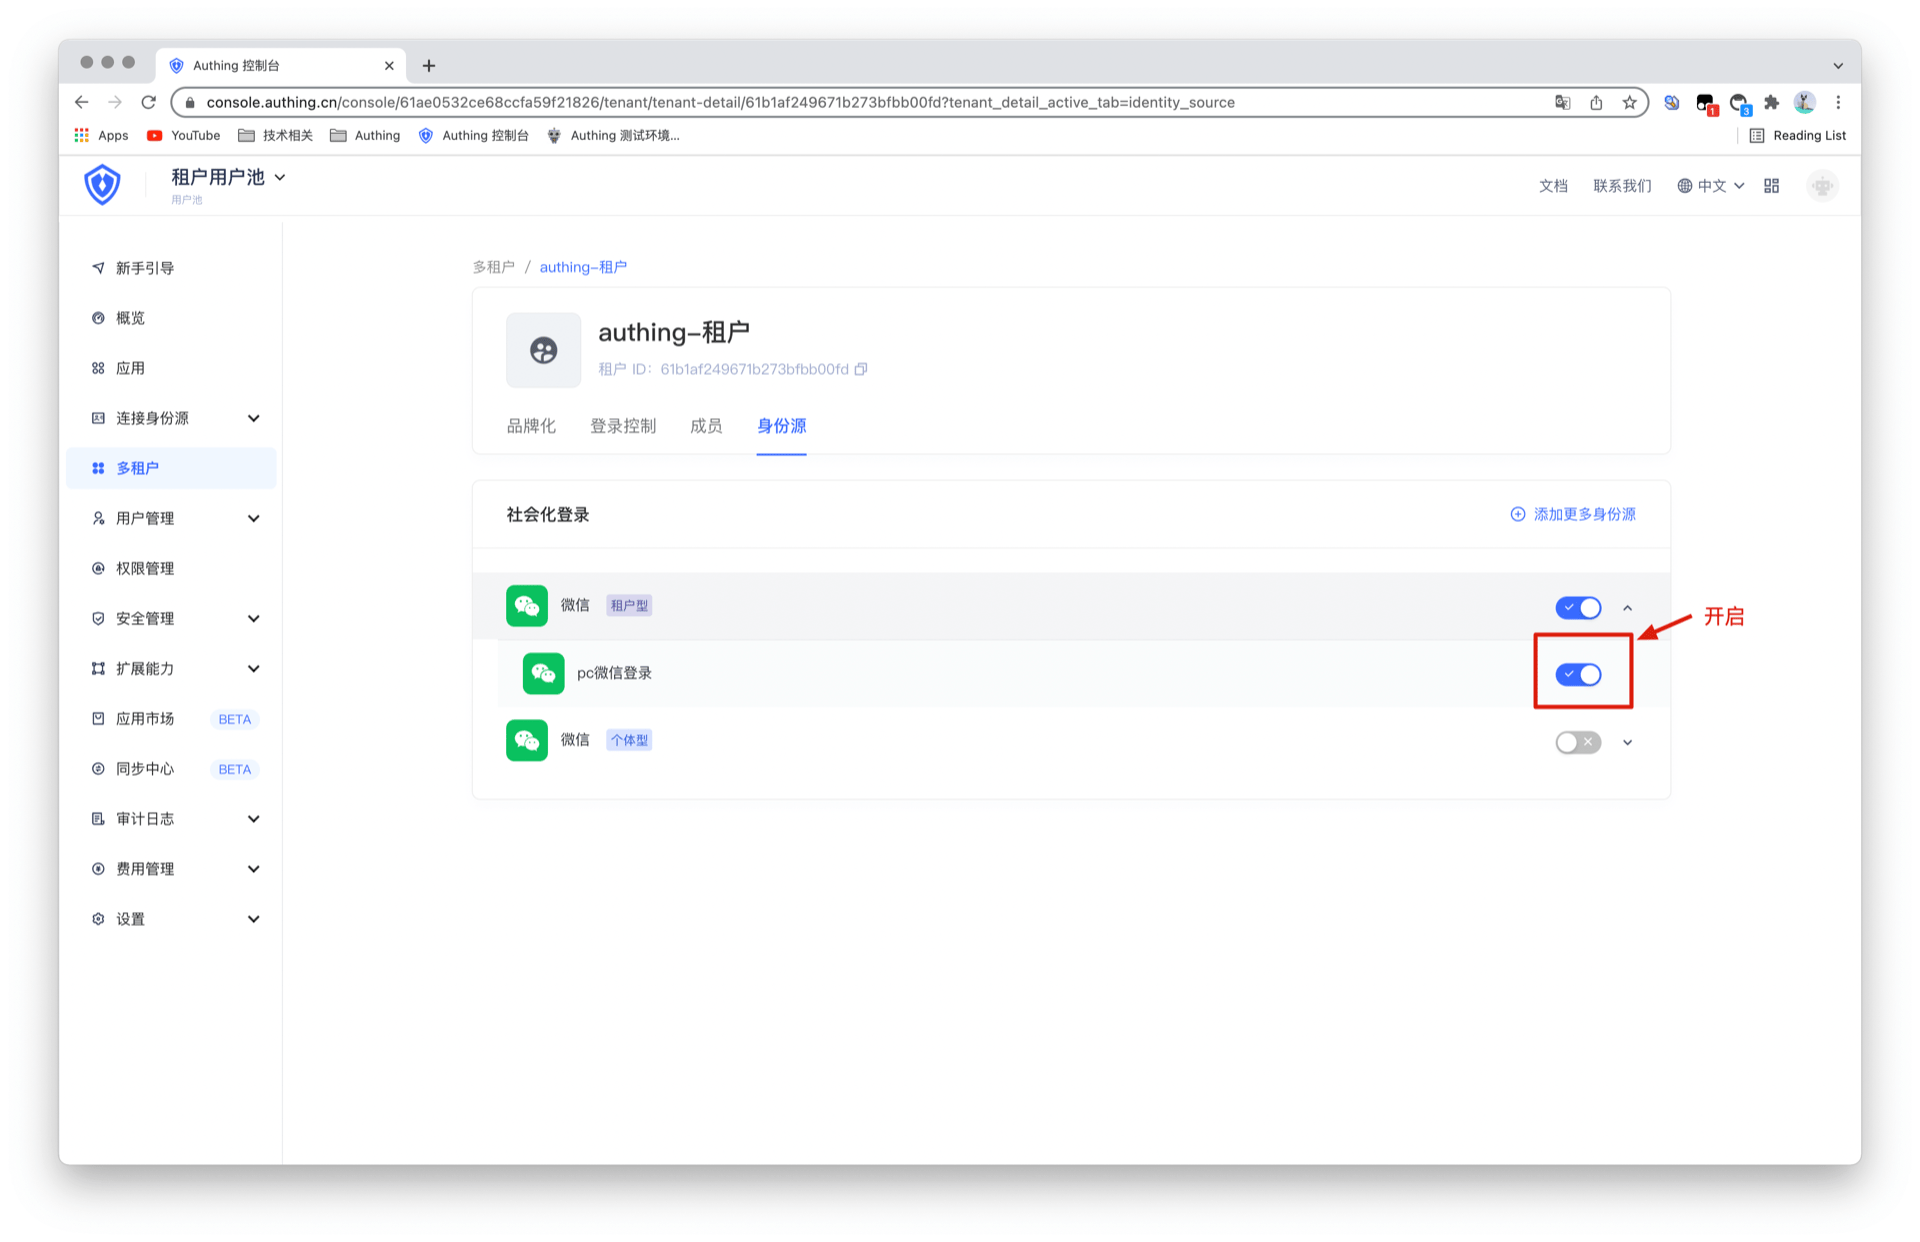 Authing 控制台
console.authing.cn/console/61ae0532ce68ccfa59f21826/tenant/tenant-detail/61b1af249671b273bfbb00fd?tenant_detail_active_tab=identity_source
1
3
Apps YouTube 技术相关 Authing Authing 控制台 Authing 测试环境... Reading List
租户用户池
用户池
文档 联系我们 中文
新手引导
概览
应用
连接身份源
多租户
用户管理
权限管理
安全管理
扩展能力
应用市场 BETA
同步中心 BETA
审计日志
费用管理
设置
多租户 / authing-租户
authing-租户
租户 ID: 61b1af249671b273bfbb00fd
品牌化 登录控制 成员 身份源
社会化登录 添加更多身份源
微信 租户型
开启
pc微信登录
微信 个体型